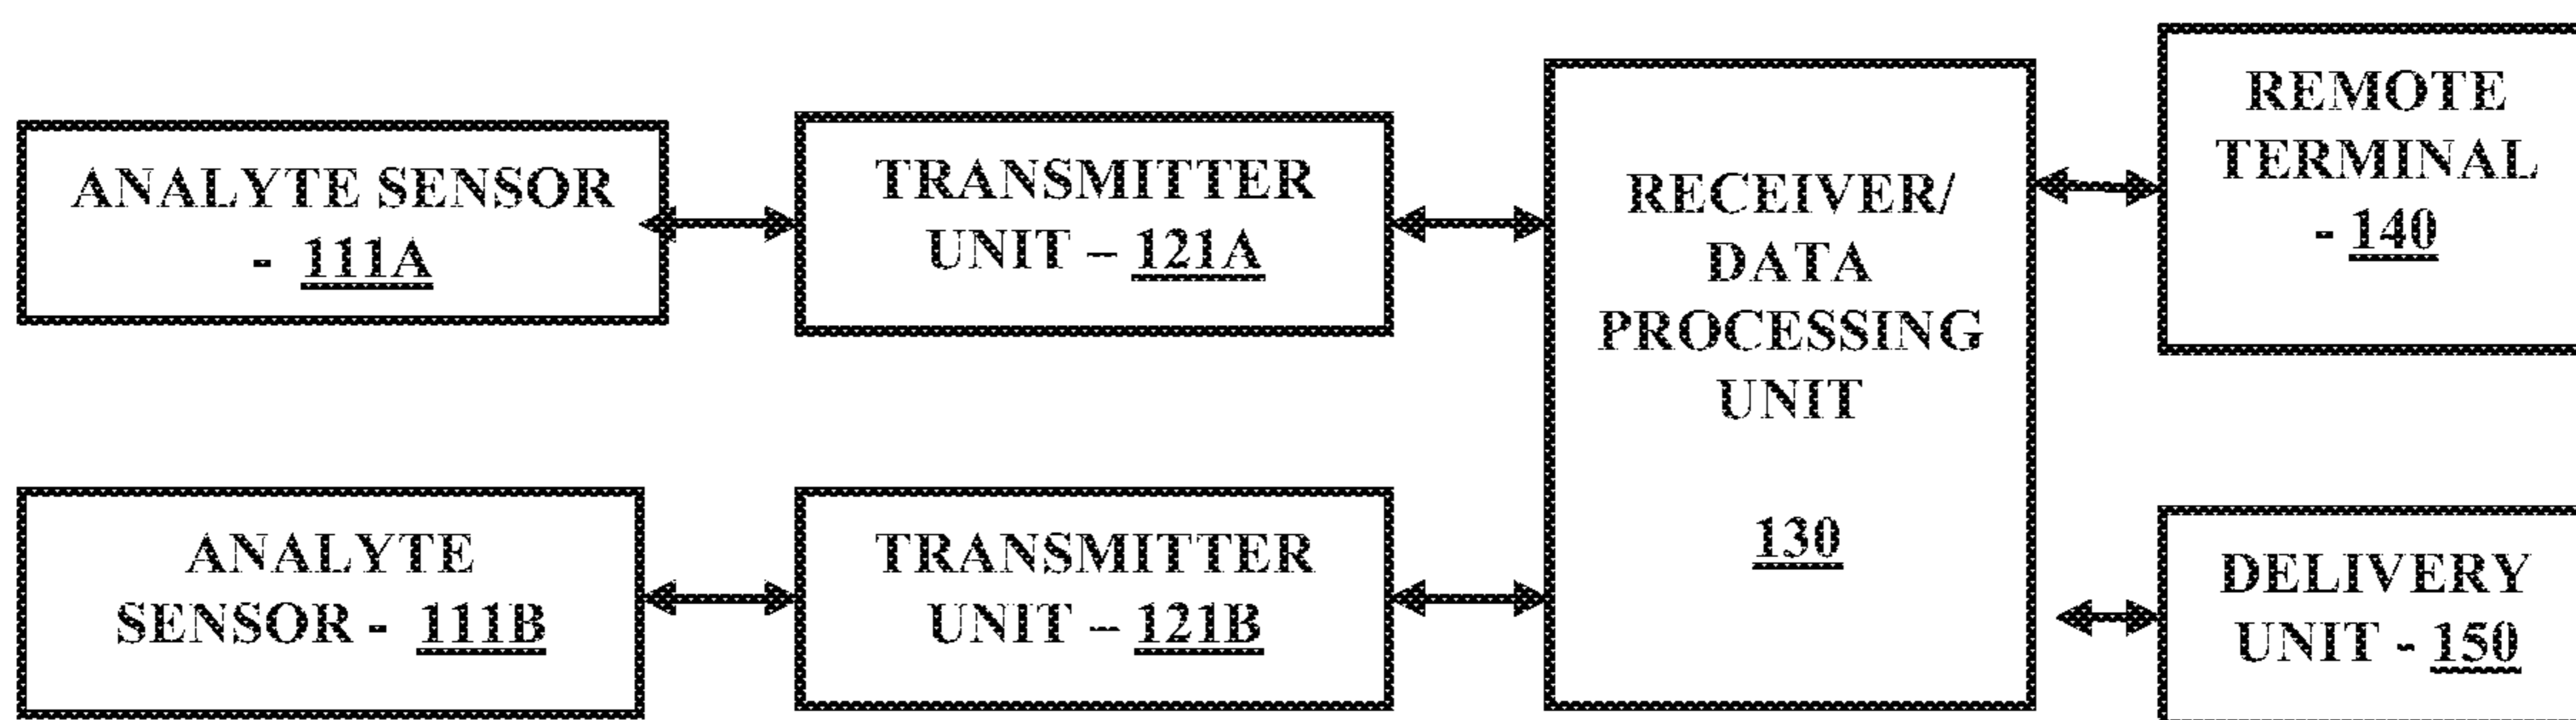 ANALYTE SENSOR
- 111A
TRANSMITTER
UNIT – 121A
RECEIVER/
DATA
PROCESSING
UNIT
130
REMOTE
TERMINAL
- 140
ANALYTE
SENSOR - 111B
TRANSMITTER
UNIT – 121B
DELIVERY
UNIT - 150